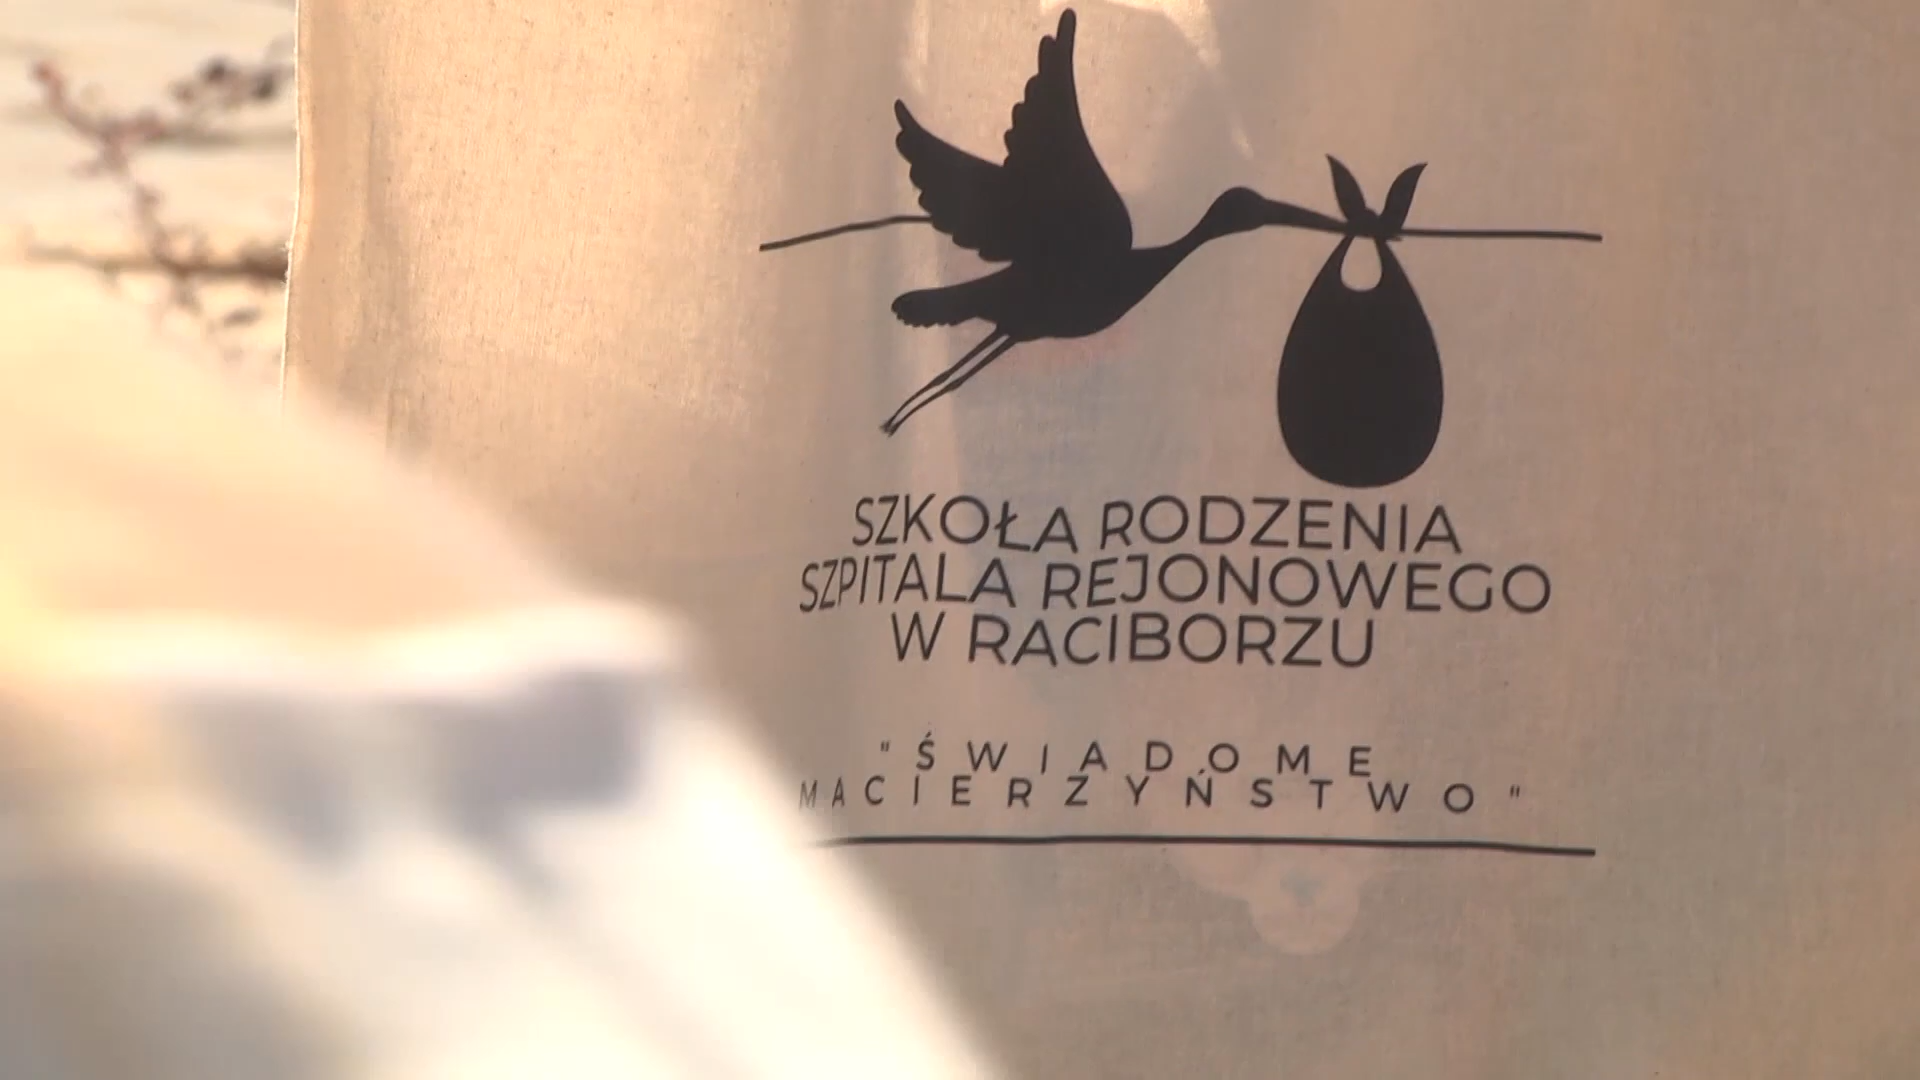 SZKOŁA RODZENIA
SZPITALA REJONOWEGO
W RACIBORZU
"ŚWIADOME
MACIERZYŃSTWO"